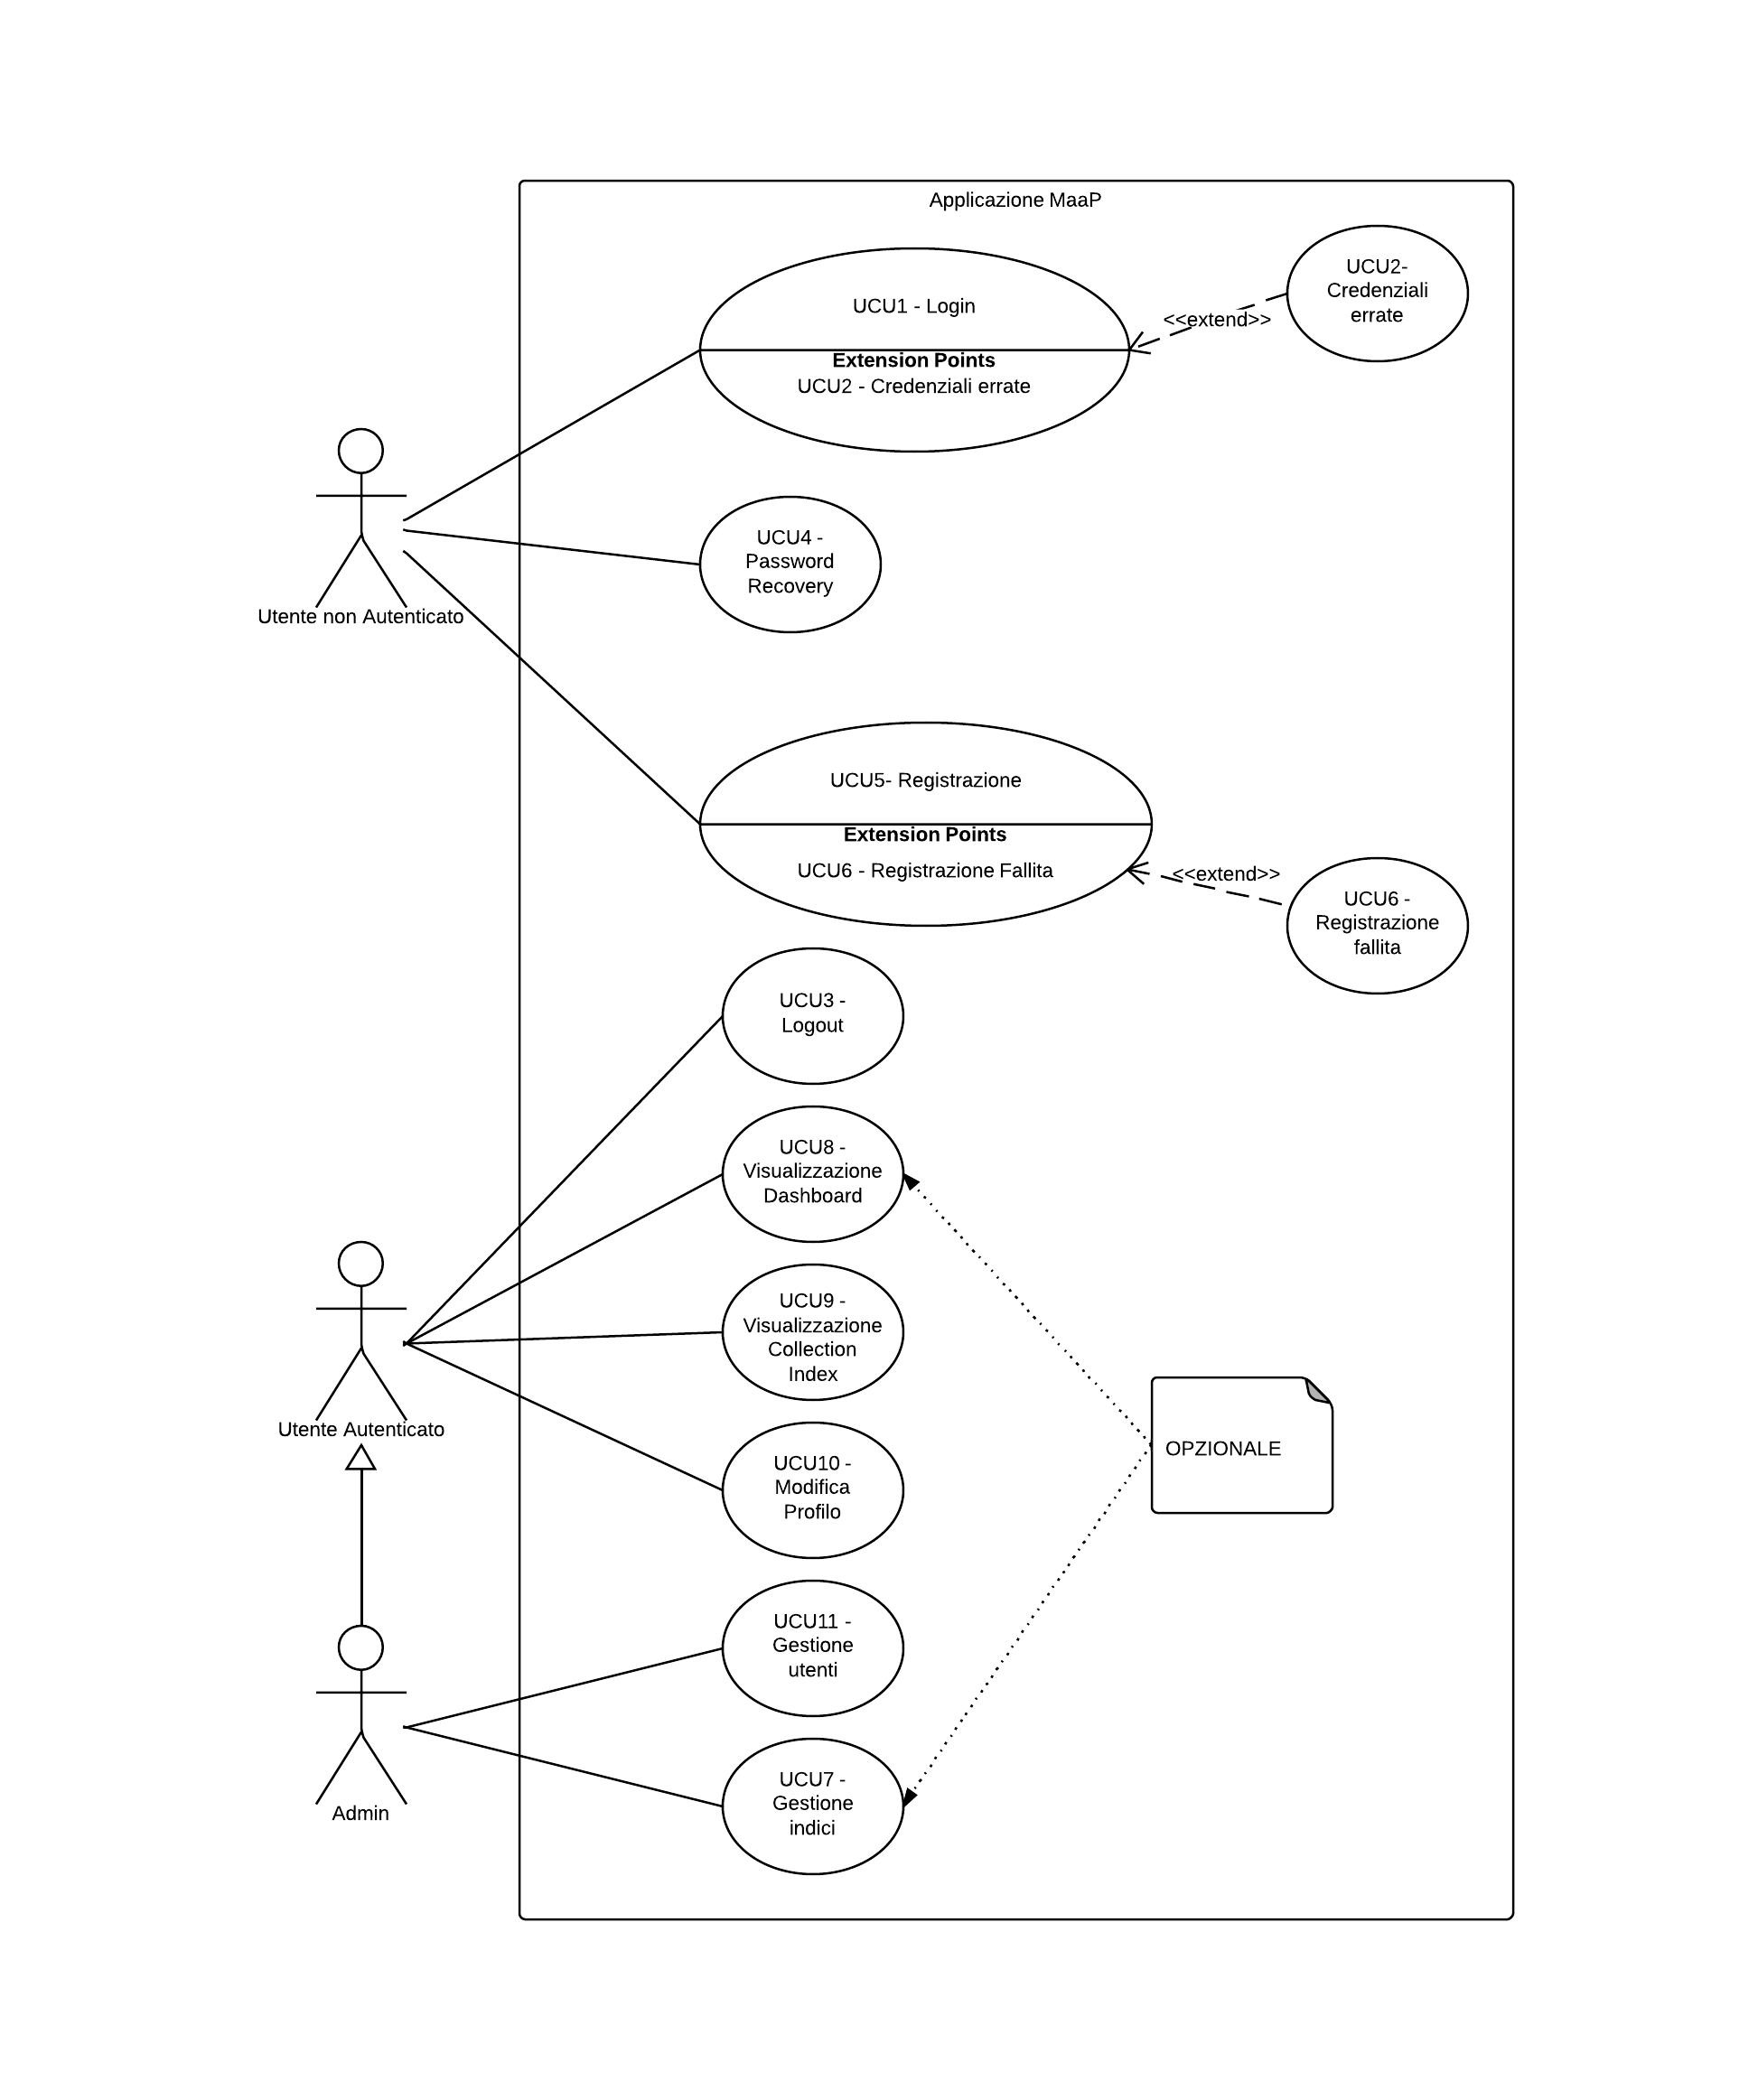 Applicazione MaaP
UCU1 - Login
Extension Points
UCU2 - Credenziali errate
<<extend>>
UCU2-
Credenziali
errate
Utente non Autenticato
UCU4 -
Password
Recovery
UCU5- Registrazione
Extension Points
UCU6 - Registrazione Fallita
<<extend>>
UCU6 -
Registrazione
fallita
UCU3 -
Logout
UCU8 -
Visualizzazione
Dashboard
Utente Autenticato
UCU9 -
Visualizzazione
Collection
Index
UCU10 -
Modifica
Profilo
OPZIONALE
UCU11 -
Gestione
utenti
Admin
UCU7 -
Gestione
indici